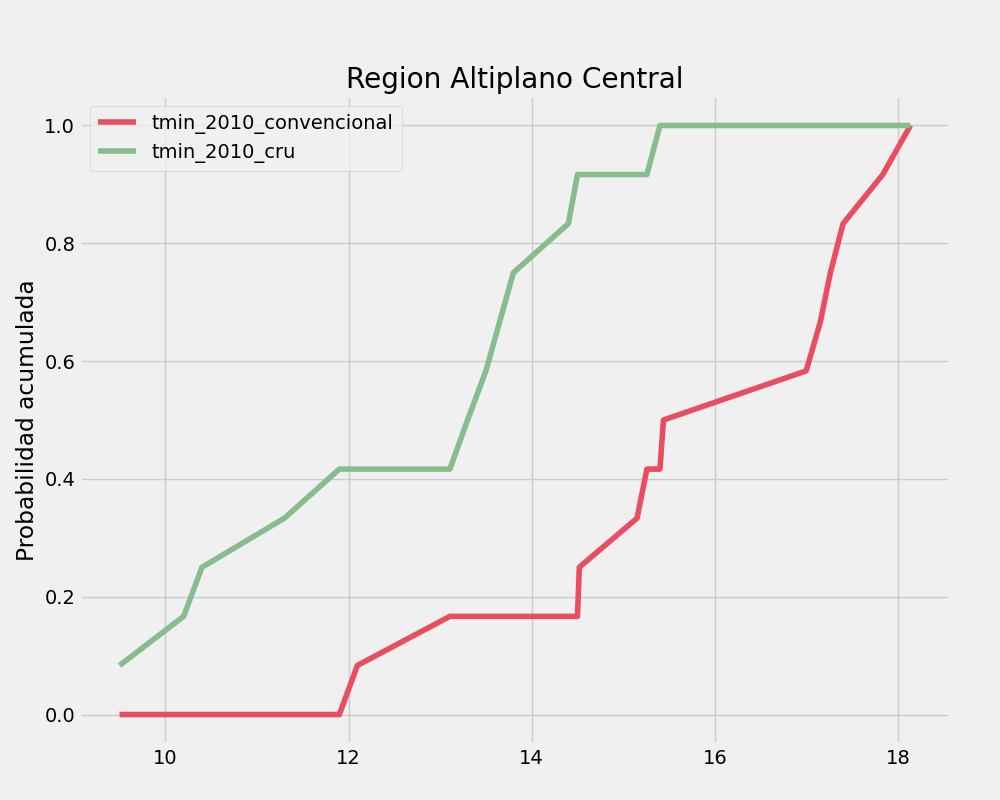 Region Altiplano Central
tmin_2010_convencional
tmin_2010_cru
Probabilidad acumulada
1.0
0.8
0.6
0.4
0.2
0.0
10 12 14 16 18